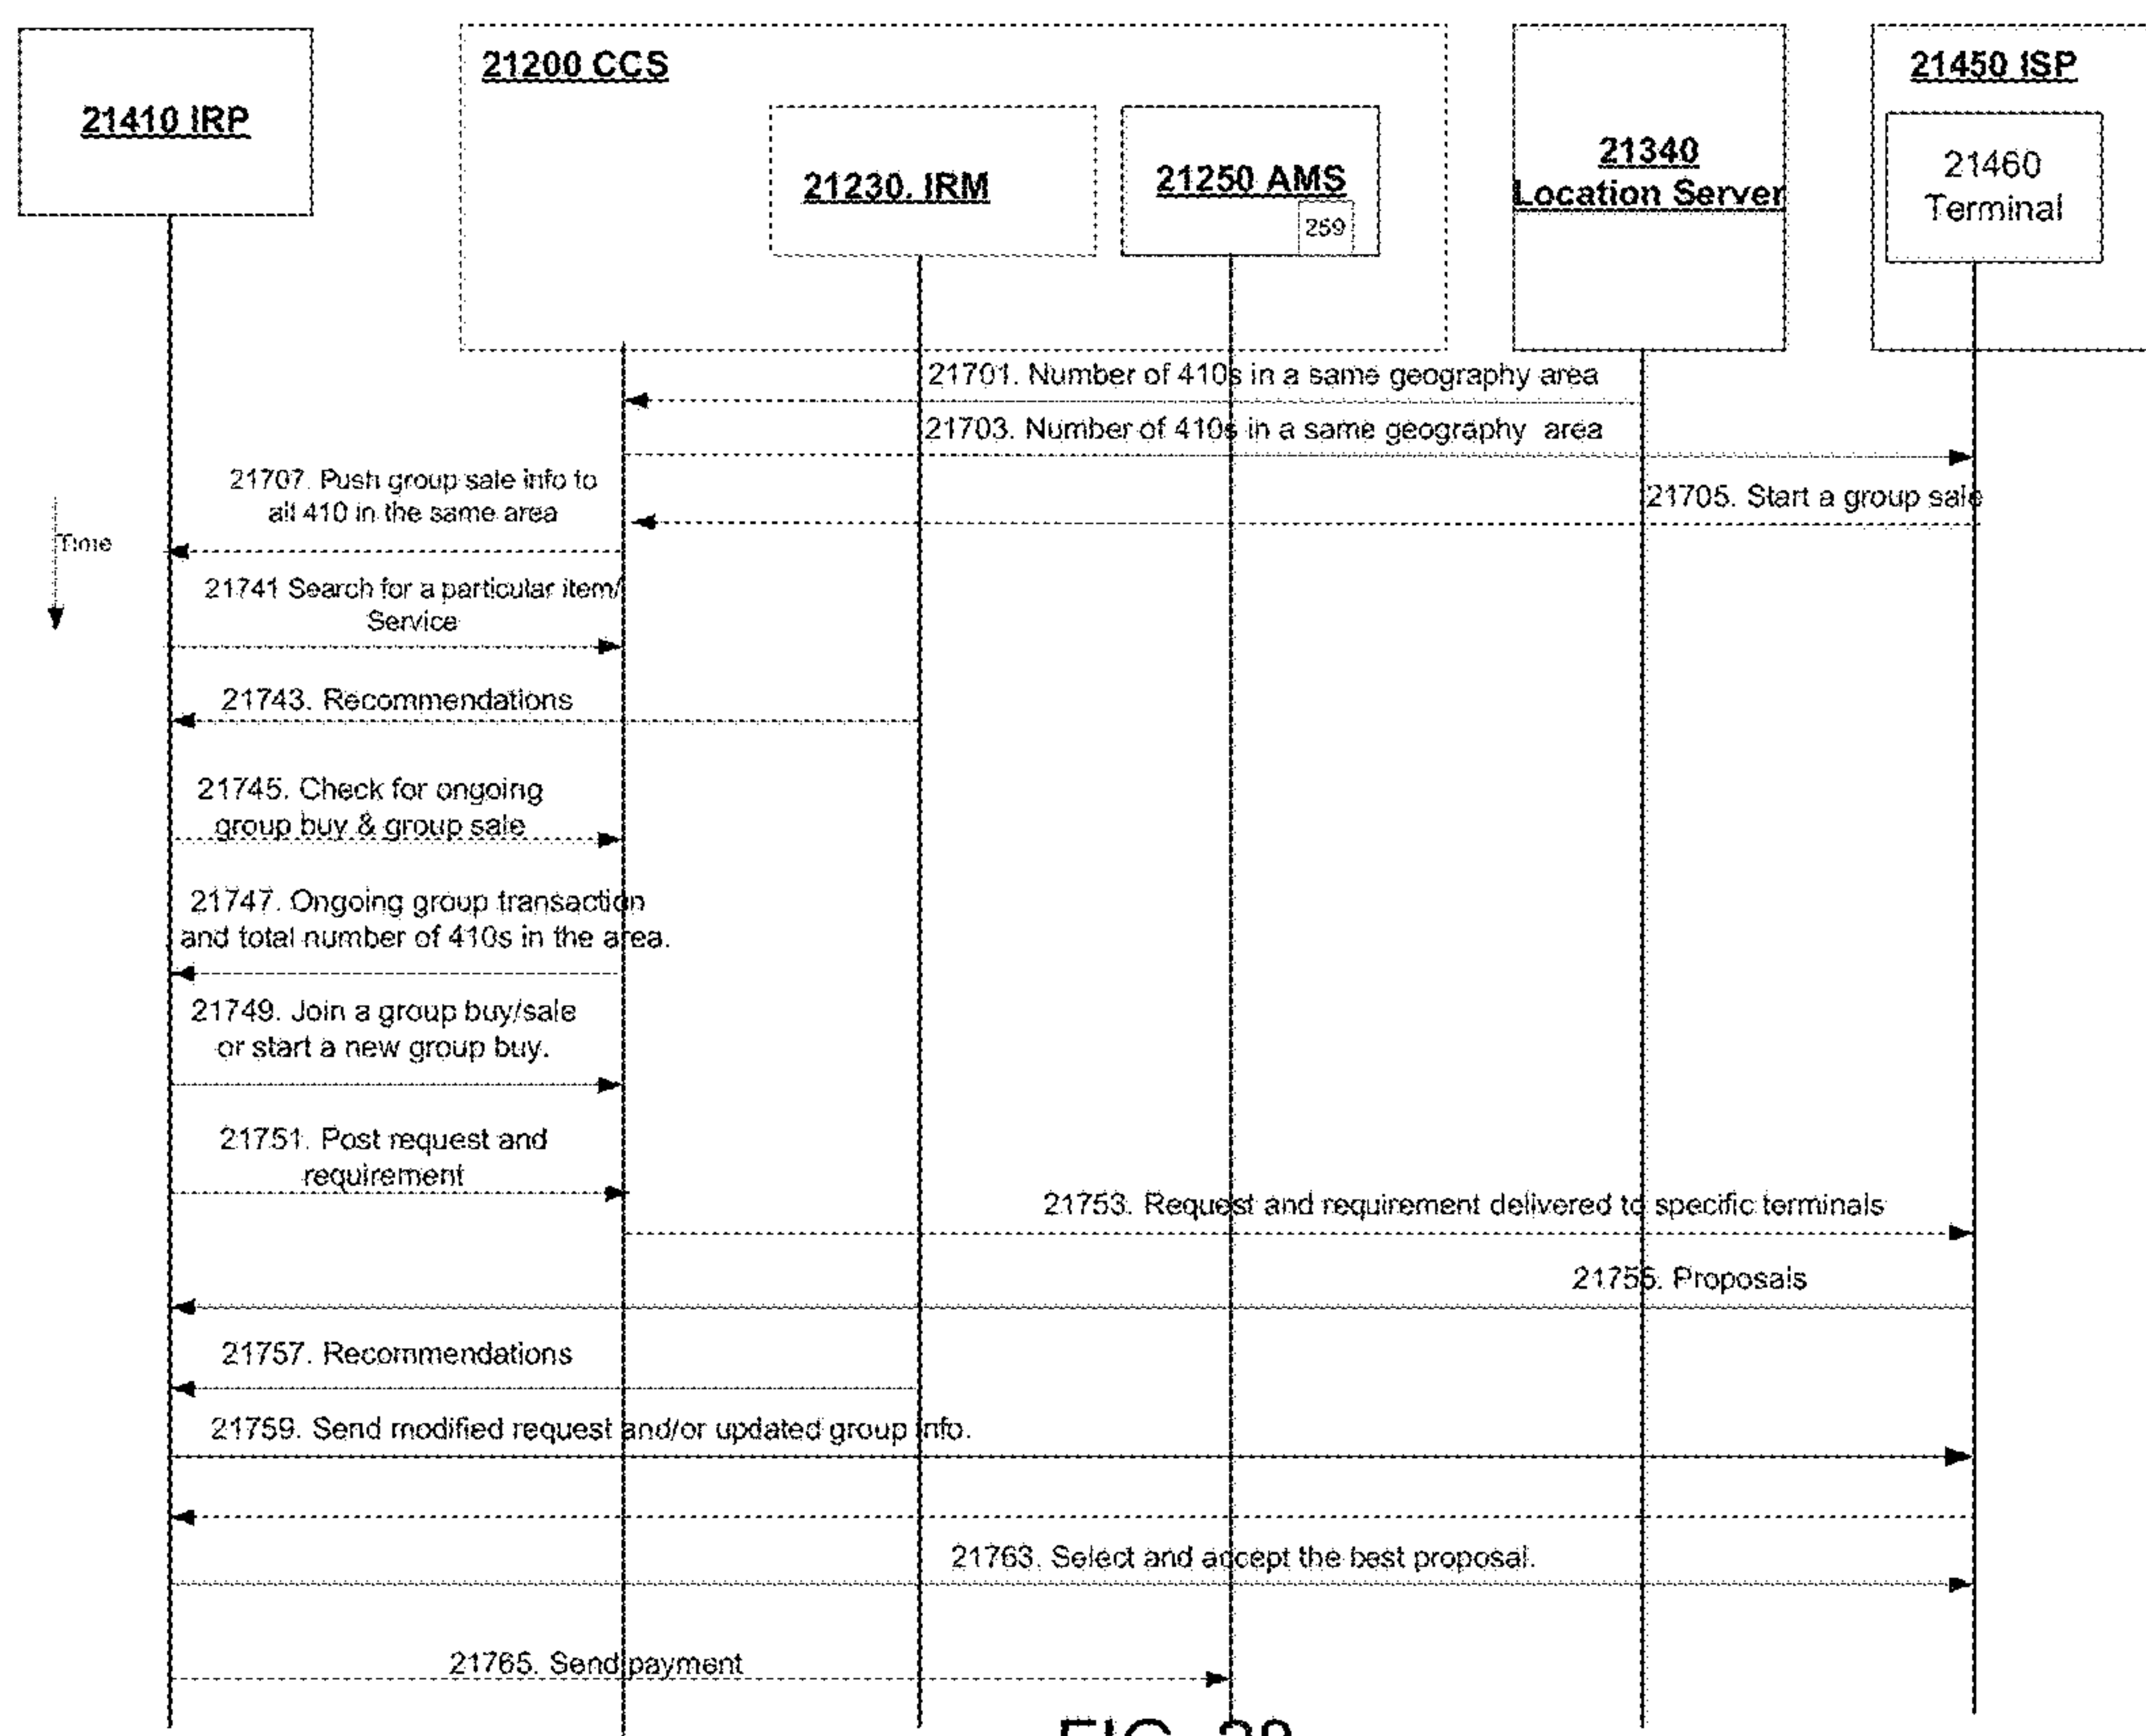 21410 IRP
21200 CCS
21230. IRM
21250 AMS
259
21340
Location Server
21450 ISP
21460
Terminal
21701. Number of 410s in a same geography area
21703. Number of 410s in a same geography area
21705. Start a group sale
21707. Push group sale info to
all 410 in the same area
Time
21741 Search for a particular item/
Service
21743. Recommendations
21745. Check for ongoing
group buy & group sale
21747. Ongoing group transaction
and total number of 410s in the area.
21749. Join a group buy/sale
or start a new group buy.
21751. Post request and
requirement
21753. Request and requirement delivered to specific terminals
21755. Proposals
21757. Recommendations
21759. Send modified request and/or updated group info.
21763. Select and accept the best proposal.
21765. Send payment
FIG.